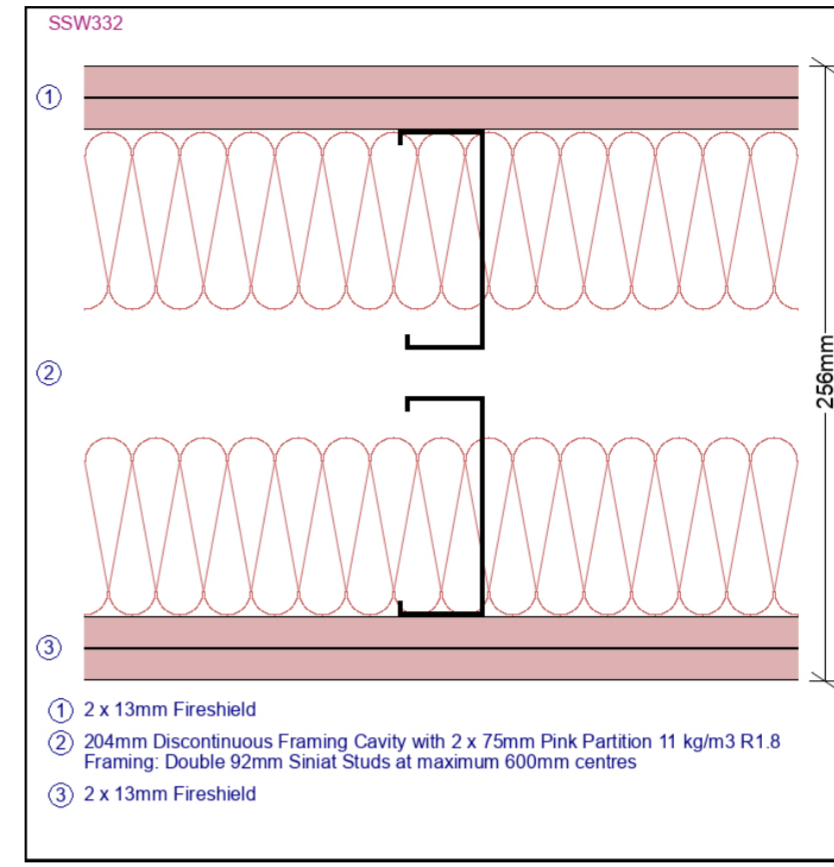 SSW332
1
2
256mm
3
1 2 x 13mm Fireshield
2 204mm Discontinuous Framing Cavity with 2 x 75mm Pink Partition 11 kg/m3 R1.8
Framing: Double 92mm Siniat Studs at maximum 600mm centres
3 2 x 13mm Fireshield